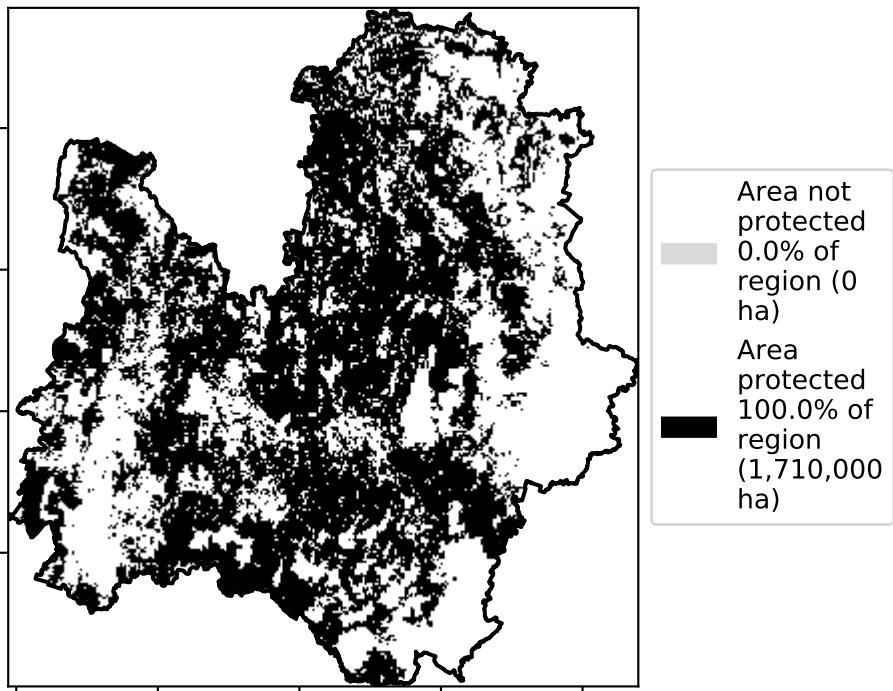 Area not
protected
0.0% of
region (0
ha)
Area
protected
100.0% of
region
(1,710,000
ha)